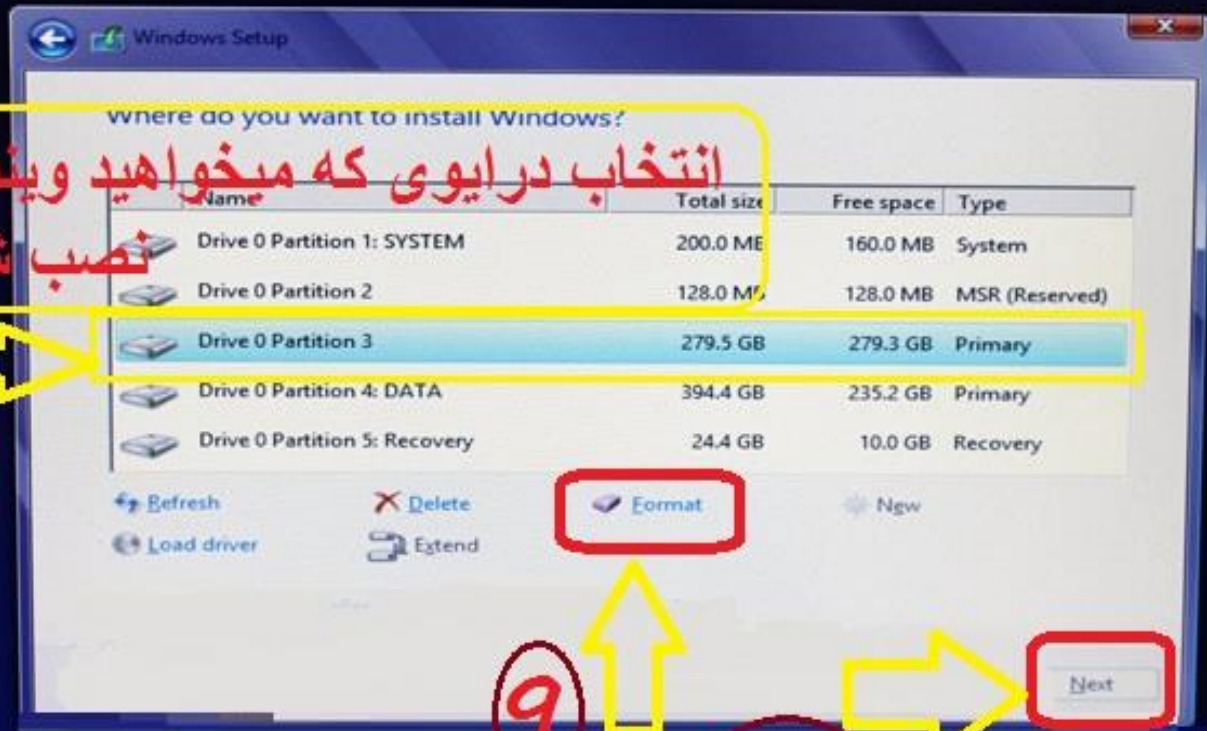 Windows Setup
Where do you want to install Windows?
انتخاب درایوی که میخواهید
نصب
Name Total size Free space Type
Drive 0 Partition 1: SYSTEM 200.0 MB 160.0 MB System
Drive 0 Partition 2 128.0 MB 128.0 MB MSR (Reserved)
Drive 0 Partition 3 279.5 GB 279.3 GB Primary
Drive 0 Partition 4: DATA 394.4 GB 235.2 GB Primary
Drive 0 Partition 5: Recovery 24.4 GB 10.0 GB Recovery
Refresh Delete Format New
Load driver Extend
Next
9